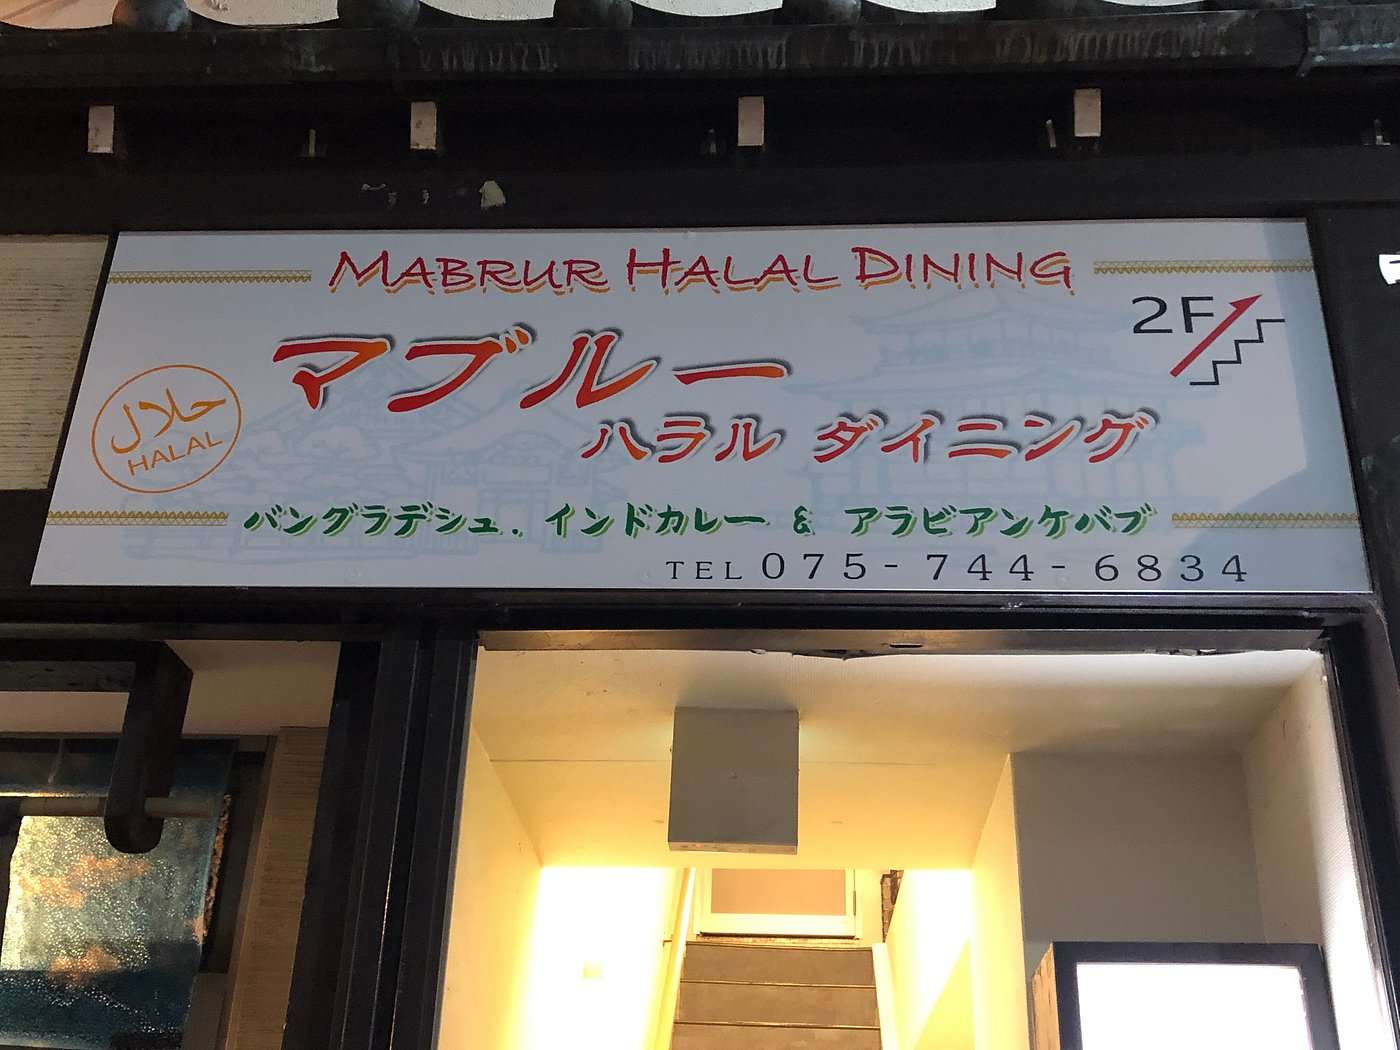 MABRUR HALAL DINING
2F
マブルー
ハラル ダイニング
حلال
HALAL
バングラデシュ. インドカレー & アラビアンケバブ
TEL 075-744-6834